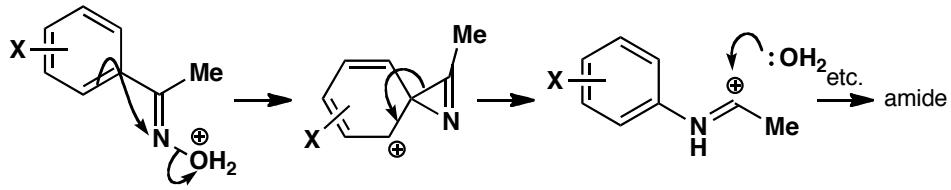 X Me N ⊕ OH2
X Me N ⊕
X N H ⊕ Me :OH2 etc.
amide